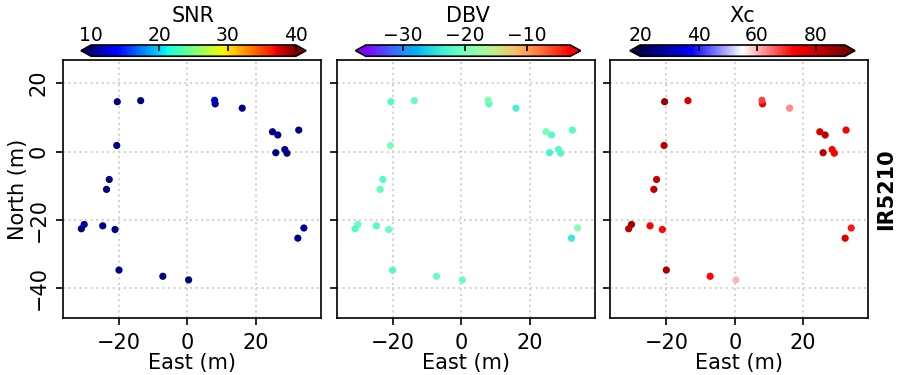 SNR DBV Xc
10 20 30 40 −30 −20 −10 20 40 60 80
North (m)
20
0
−20
−40
−20 0 20 −20 0 20 −20 0 20
East (m) East (m) East (m)
IR5210